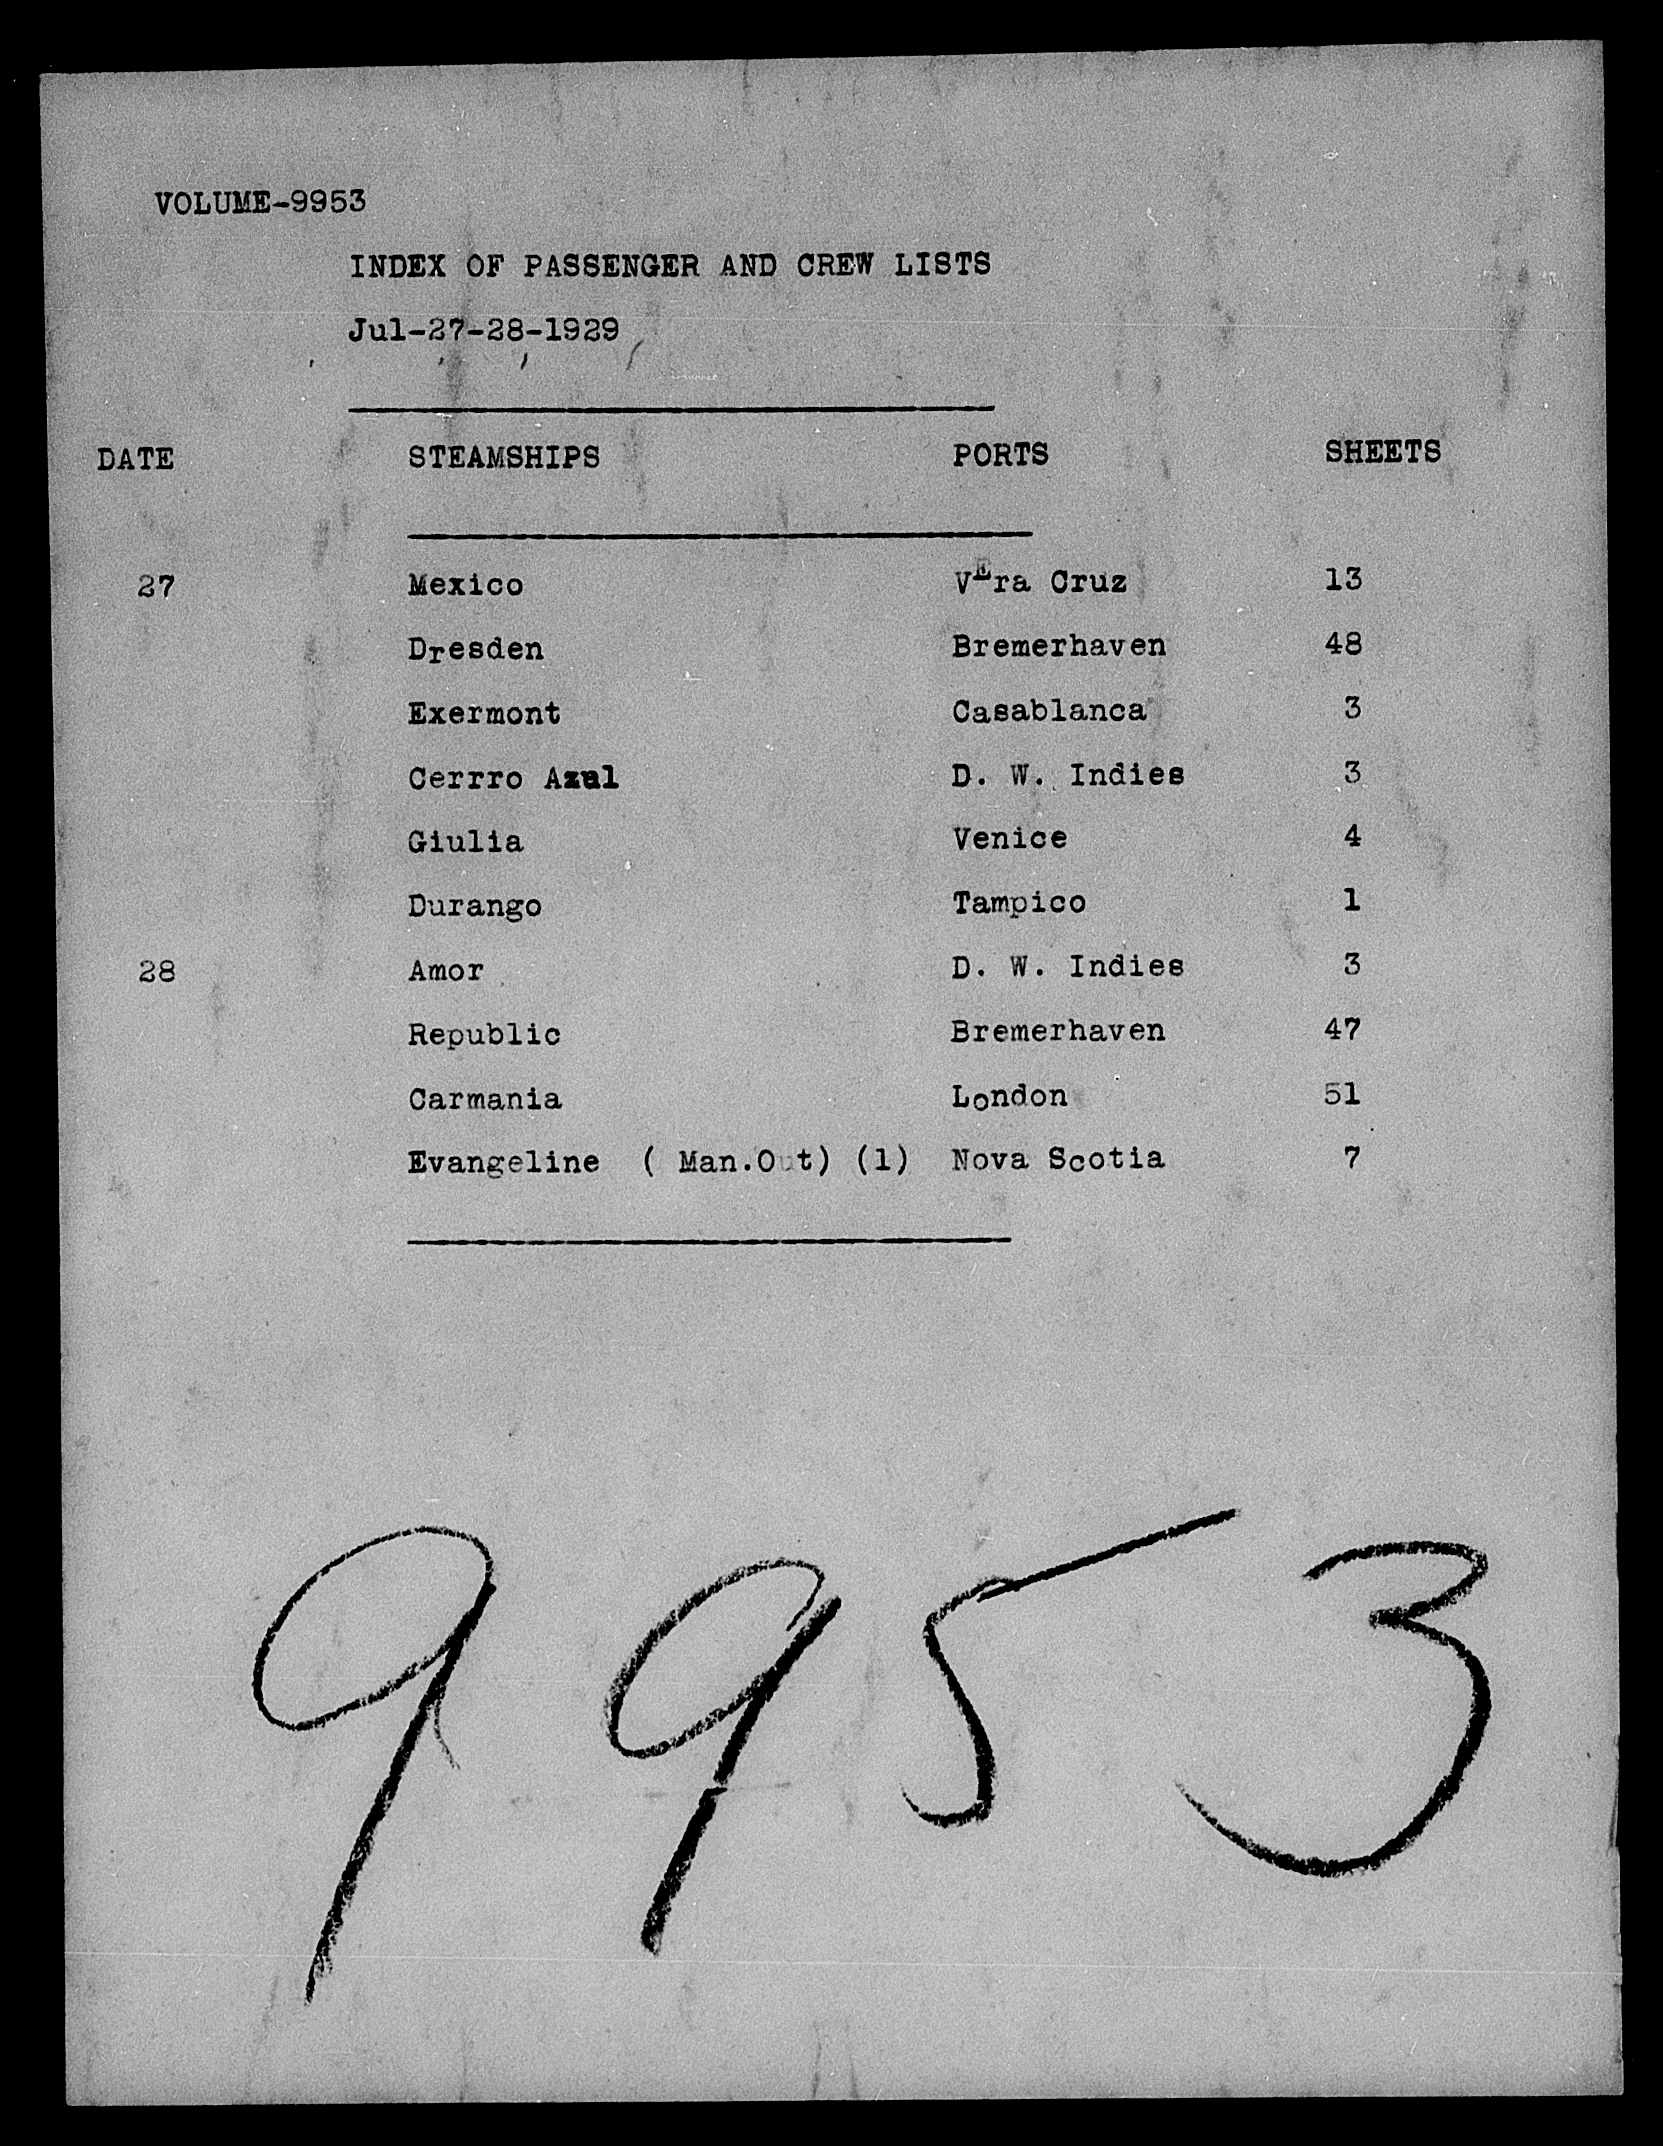 VOLUME-9953
INDEX OF PASSENGER AND CREW LISTS
Jul-27-28-1929
DATE STEAMSHIPS PORTS SHEETS
27 Mexico VEra Cruz 13
Dresden Bremerhaven 48
Exermont Casablanca 3
Cerrro Azul D. W. Indies 3
Giulia Venice 4
Durango Tampico 1
28 Amor D. W. Indies 3
Republic Bremerhaven 47
Carmania London 51
Evangeline ( Man.Out) (1) Nova Scotia 7
9953